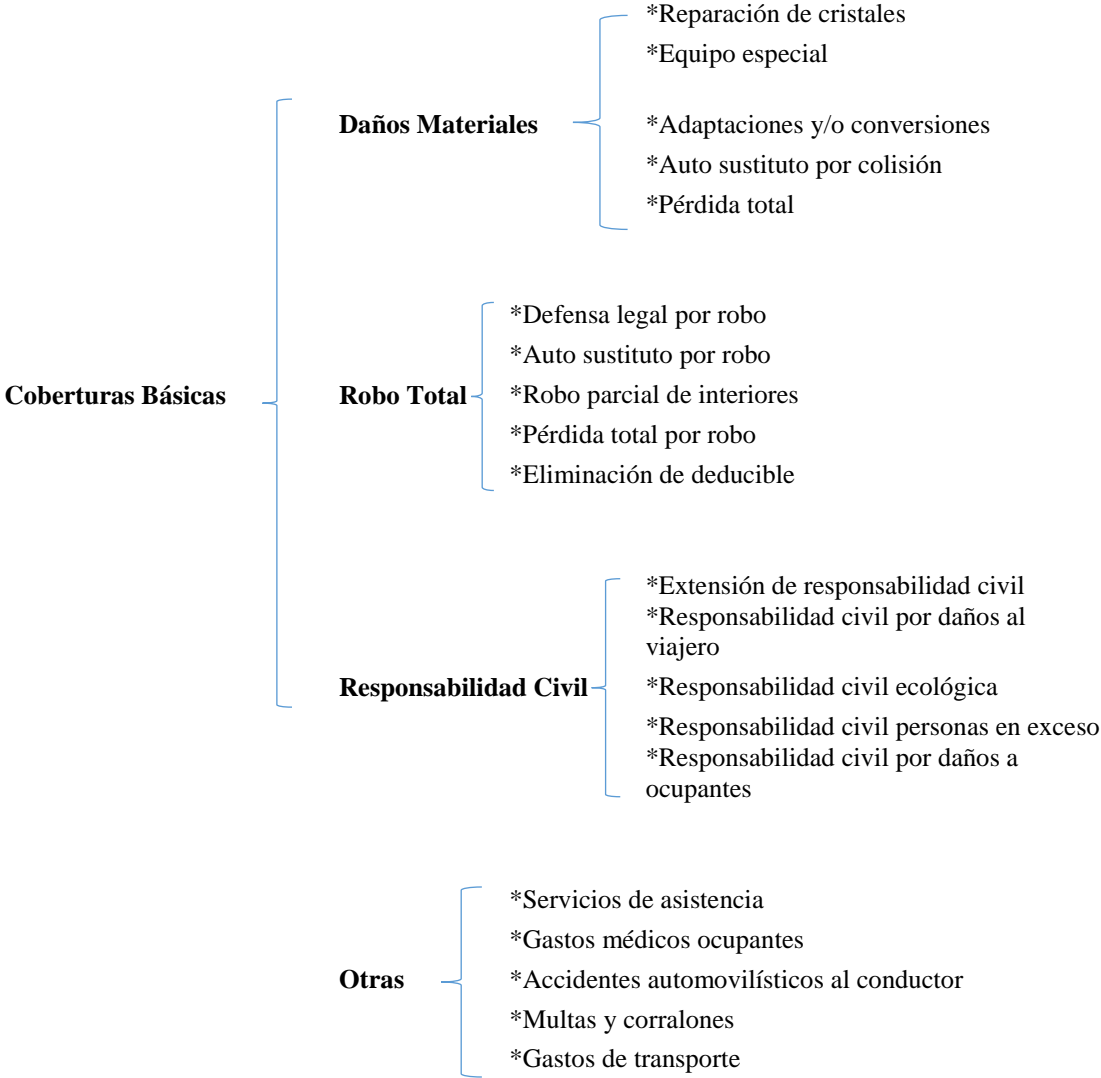 *Reparación de cristales
*Equipo especial
Daños Materiales
*Adaptaciones y/o conversiones
*Auto sustituto por colisión
*Pérdida total
*Defensa legal por robo
*Auto sustituto por robo
Coberturas Básicas
Robo Total
*Robo parcial de interiores
*Pérdida total por robo
*Eliminación de deducible
*Extensión de responsabilidad civil
*Responsabilidad civil por daños al
viajero
Responsabilidad Civil
*Responsabilidad civil ecológica
*Responsabilidad civil personas en exceso
*Responsabilidad civil por daños a
ocupantes
*Servicios de asistencia
*Gastos médicos ocupantes
Otras
*Accidentes automovilísticos al conductor
*Multas y corralones
*Gastos de transporte